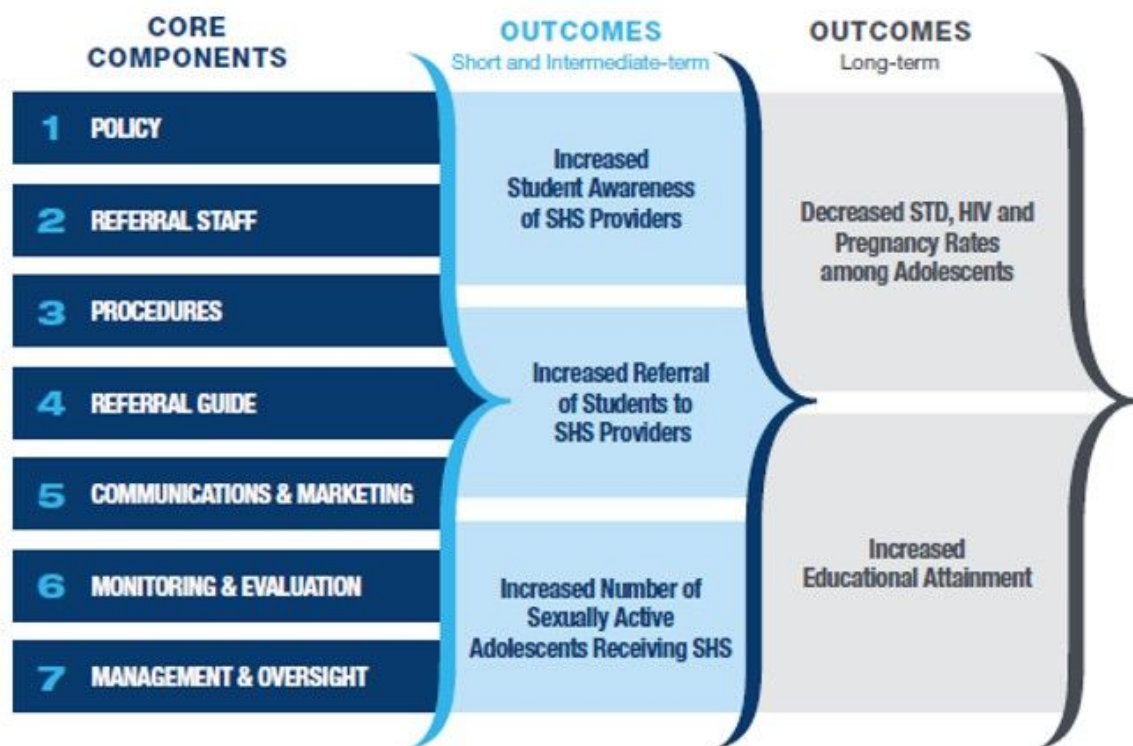 CORE
COMPONENTS
OUTCOMES
Short and Intermediate-term
OUTCOMES
Long-term
1 POLICY
2 REFERRAL STAFF
3 PROCEDURES
4 REFERRAL GUIDE
5 COMMUNICATIONS & MARKETING
6 MONITORING & EVALUATION
7 MANAGEMENT & OVERSIGHT
Increased
Student Awareness
of SHS Providers
Increased Referral
of Students to
SHS Providers
Increased Number of
Sexually Active
Adolescents Receiving SHS
Decreased STD, HIV and
Pregnancy Rates
among Adolescents
Increased
Educational Attainment